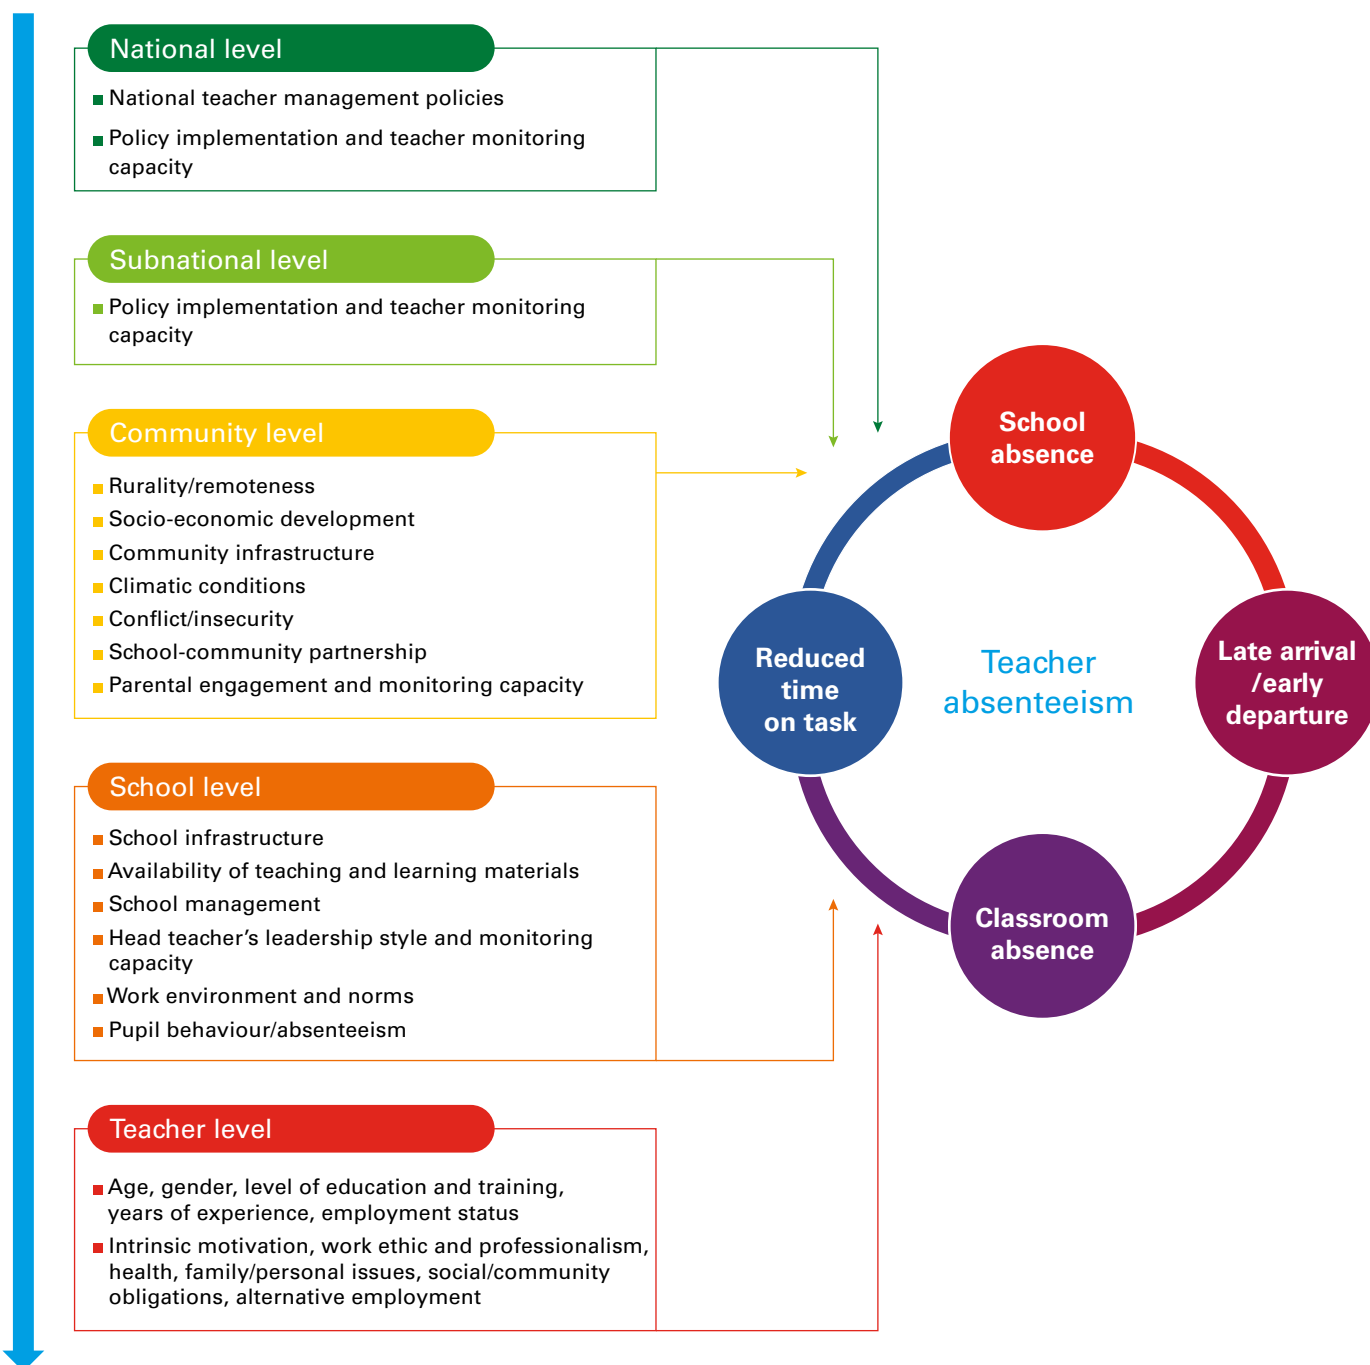 National level
National teacher management policies
Policy implementation and teacher monitoring
capacity
Subnational level
Policy implementation and teacher monitoring
capacity
Community level
Rurality/remoteness
Socio-economic development
Community infrastructure
Climatic conditions
Conflict/insecurity
School-community partnership
Parental engagement and monitoring capacity
School level
School infrastructure
Availability of teaching and learning materials
School management
Head teacher’s leadership style and monitoring
capacity
Work environment and norms
Pupil behaviour/absenteeism
Teacher level
Age, gender, level of education and training,
years of experience, employment status
Intrinsic motivation, work ethic and professionalism,
health, family/personal issues, social/community
obligations, alternative employment
School
absence
Reduced
time
on task
Teacher
absenteeism
Late arrival
/early
departure
Classroom
absence